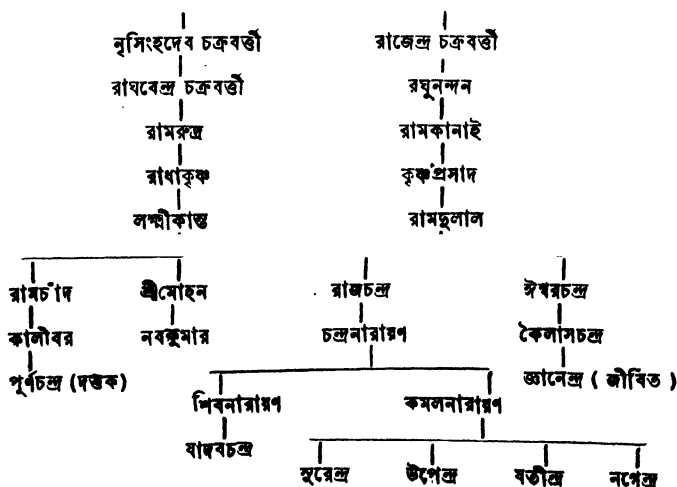 নৃসিংহদেব চক্রবর্ত্তী রাজেন্দ্র চক্রবর্ত্তী
রাঘবেন্দ্র চক্রবর্ত্তী রঘুনন্দন
রামরুদ্র রামকানাই
রাধাকৃষ্ণ কৃষ্ণপ্রসাদ
লক্ষ্মীকান্ত রামদুলাল
রামচাঁদ শ্রীমোহন রাজচন্দ্র ঈশ্বরচন্দ্র
কালীবর নবকুমার চন্দ্রনারায়ণ কৈলাসচন্দ্র
পূর্ণচন্দ্র (দত্তক) জ্ঞানেন্দ্র ( জীবিত )
শিবনারায়ণ কমলনারায়ণ
যাদবচন্দ্র
সুরেন্দ্র উপেন্দ্র যতীন্দ্র নগেন্দ্র